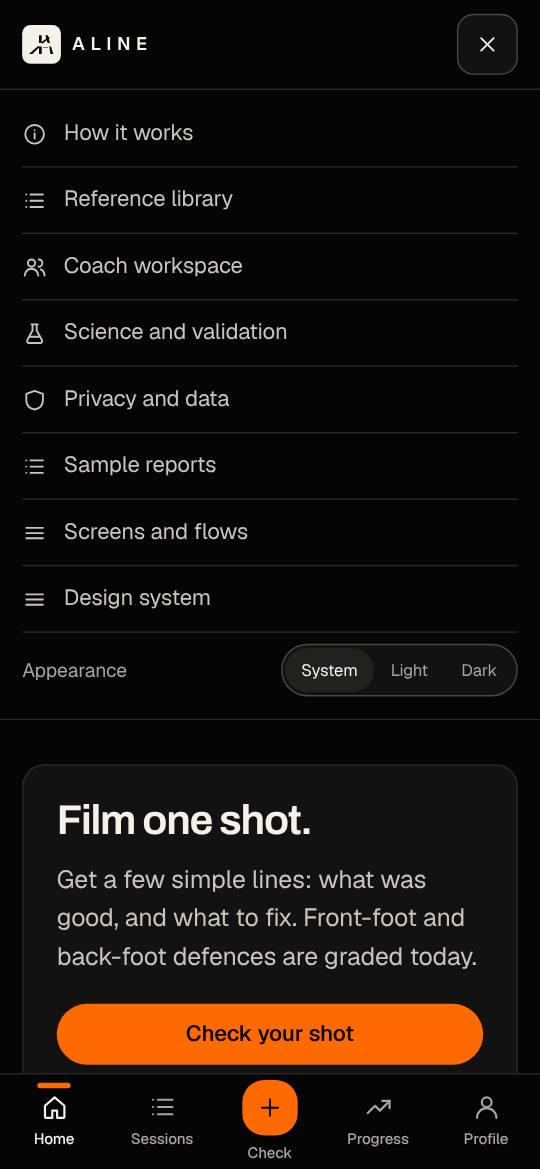 ALINE
How it works
Reference library
Coach workspace
Science and validation
Privacy and data
Sample reports
Screens and flows
Design system
Appearance
System Light Dark
Film one shot.
Get a few simple lines: what was
good, and what to fix. Front-foot and
back-foot defences are graded today.
Check your shot
Home Sessions Check Progress Profile